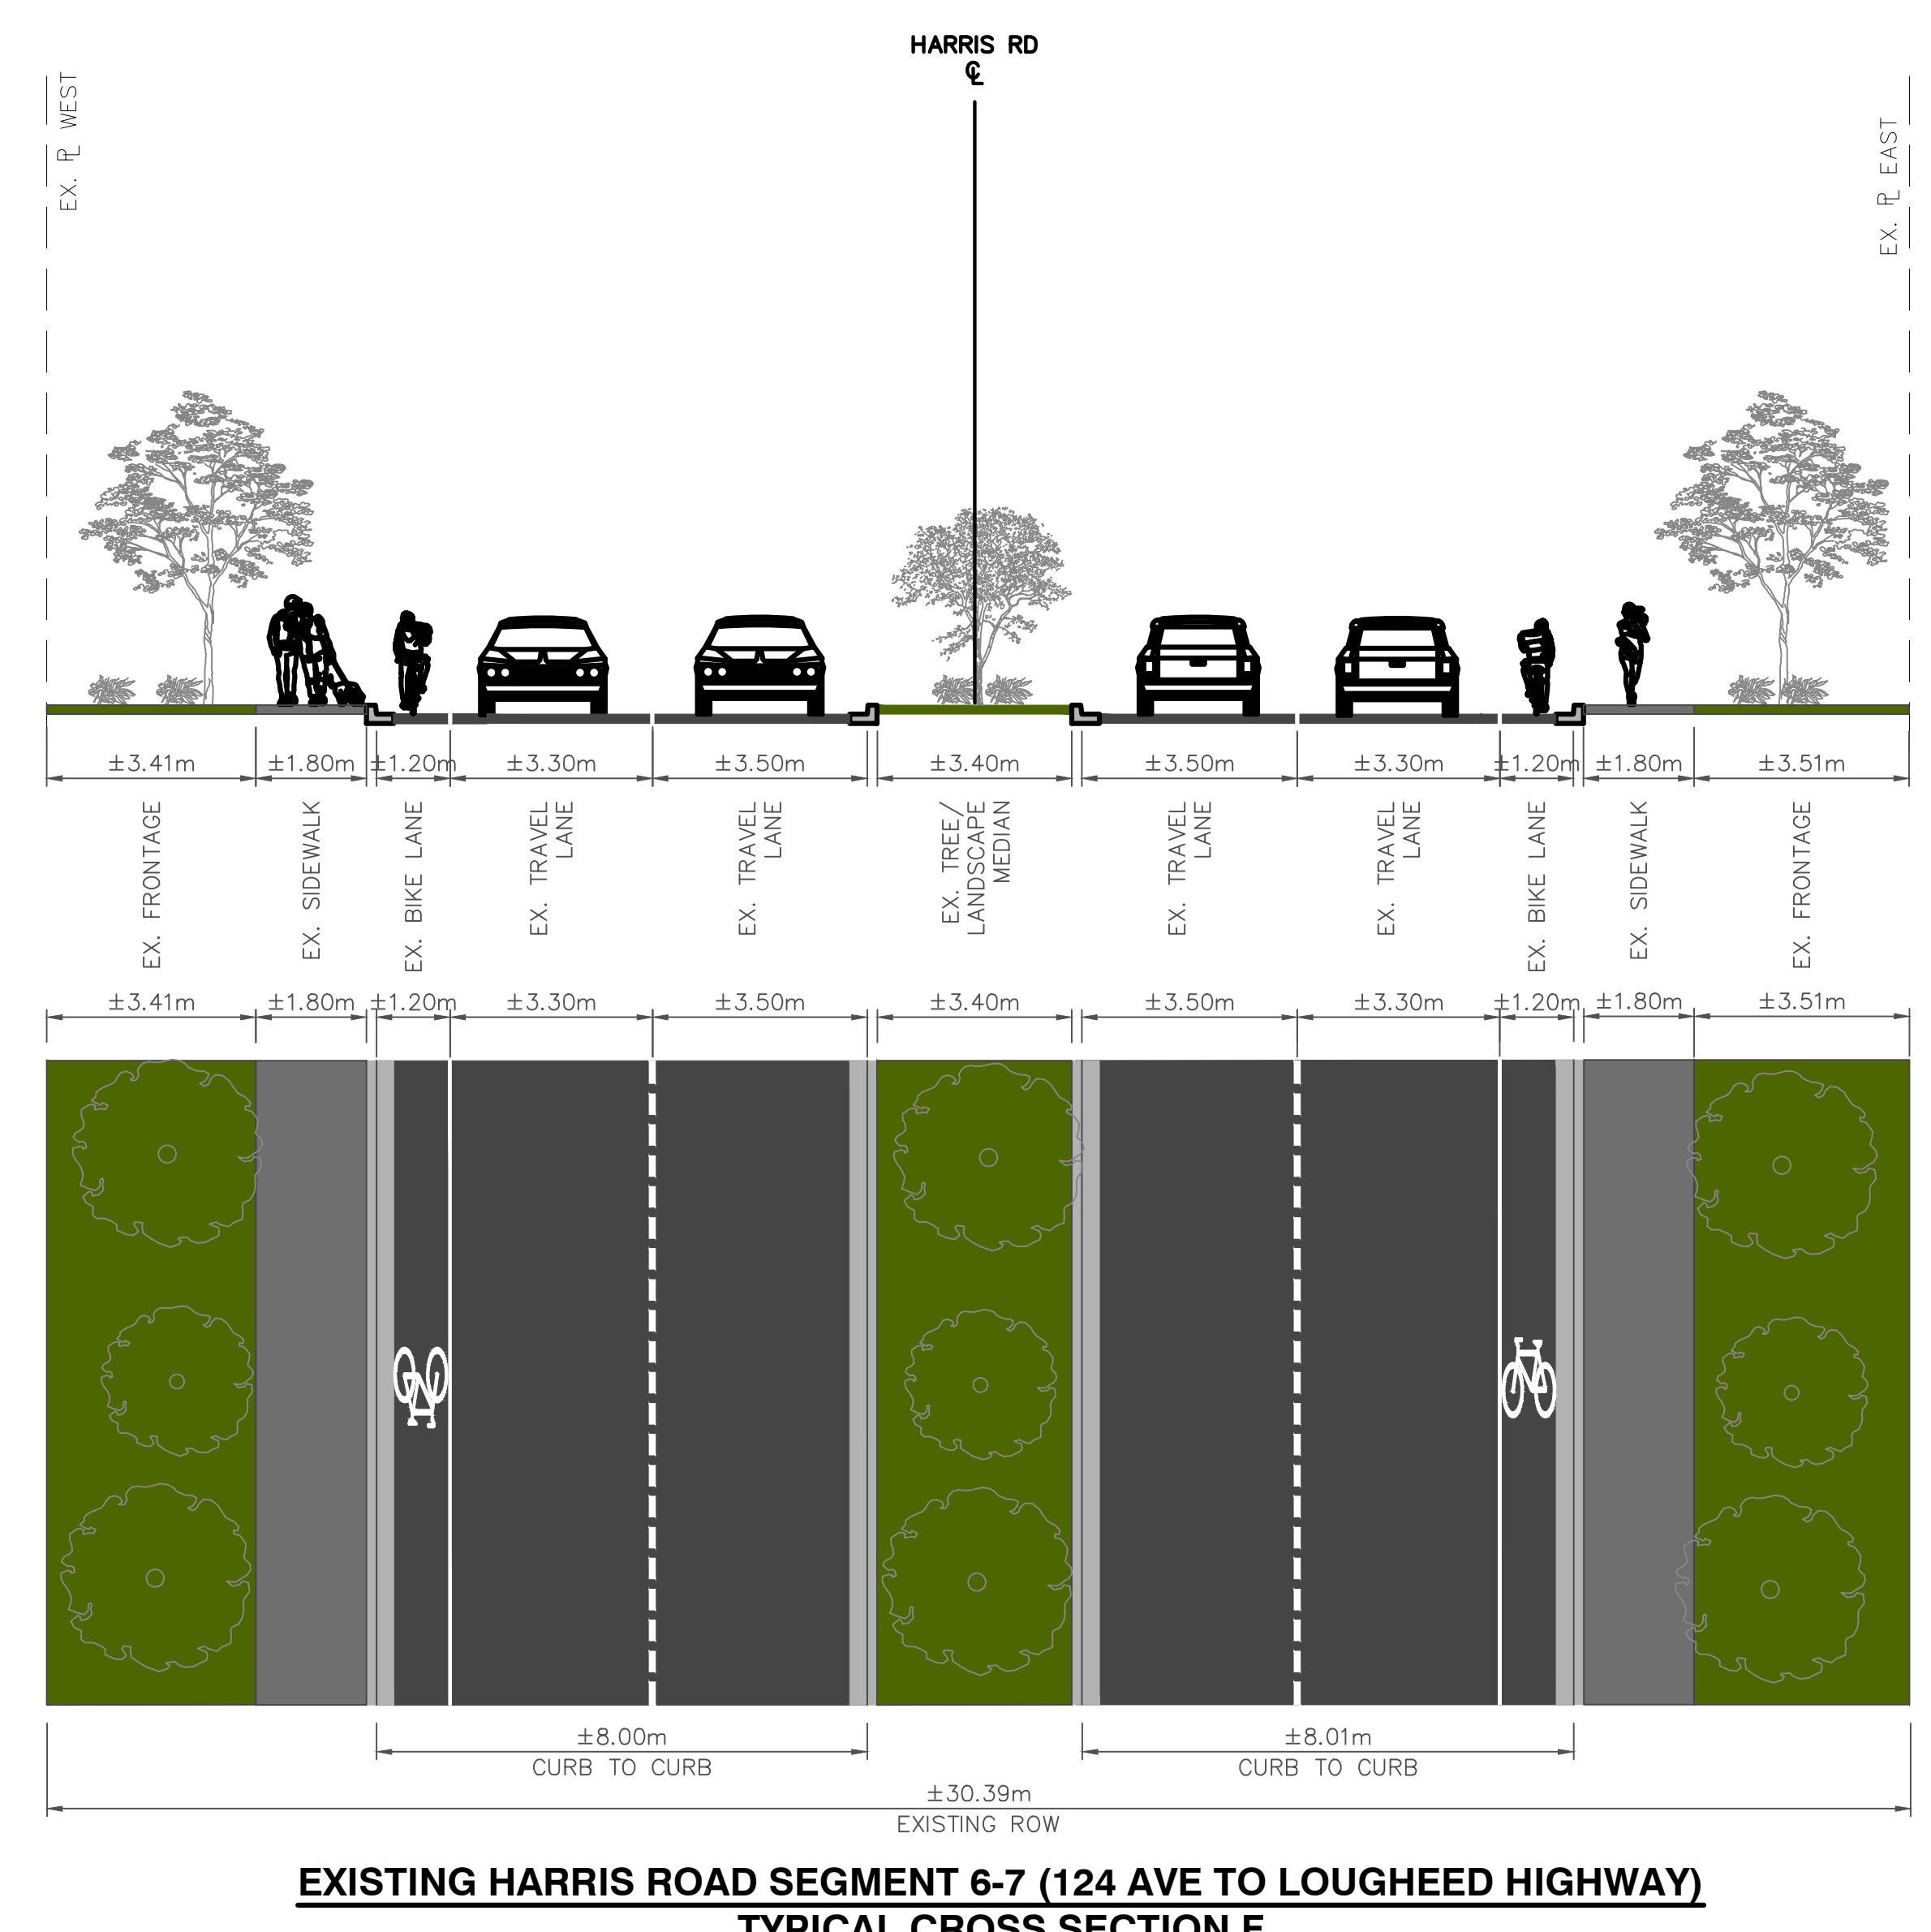 HARRIS RD
℄
EX. ⅊ WEST
EX. ⅊ EAST
±3.41m ±1.80m ±1.20m ±3.30m ±3.50m ±3.40m ±3.50m ±3.30m ±1.20m ±1.80m ±3.51m
EX. FRONTAGE
EX. SIDEWALK
EX. BIKE LANE
EX. TRAVEL
LANE
EX. TRAVEL
LANE
EX. TREE/
LANDSCAPE
MEDIAN
EX. TRAVEL
LANE
EX. TRAVEL
LANE
EX. BIKE LANE
EX. SIDEWALK
EX. FRONTAGE
±3.41m ±1.80m ±1.20m ±3.30m ±3.50m ±3.40m ±3.50m ±3.30m ±1.20m ±1.80m ±3.51m
±8.00m
CURB TO CURB
±8.01m
CURB TO CURB
±30.39m
EXISTING ROW
EXISTING HARRIS ROAD SEGMENT 6-7 (124 AVE TO LOUGHEED HIGHWAY)
TYPICAL CROSS SECTION